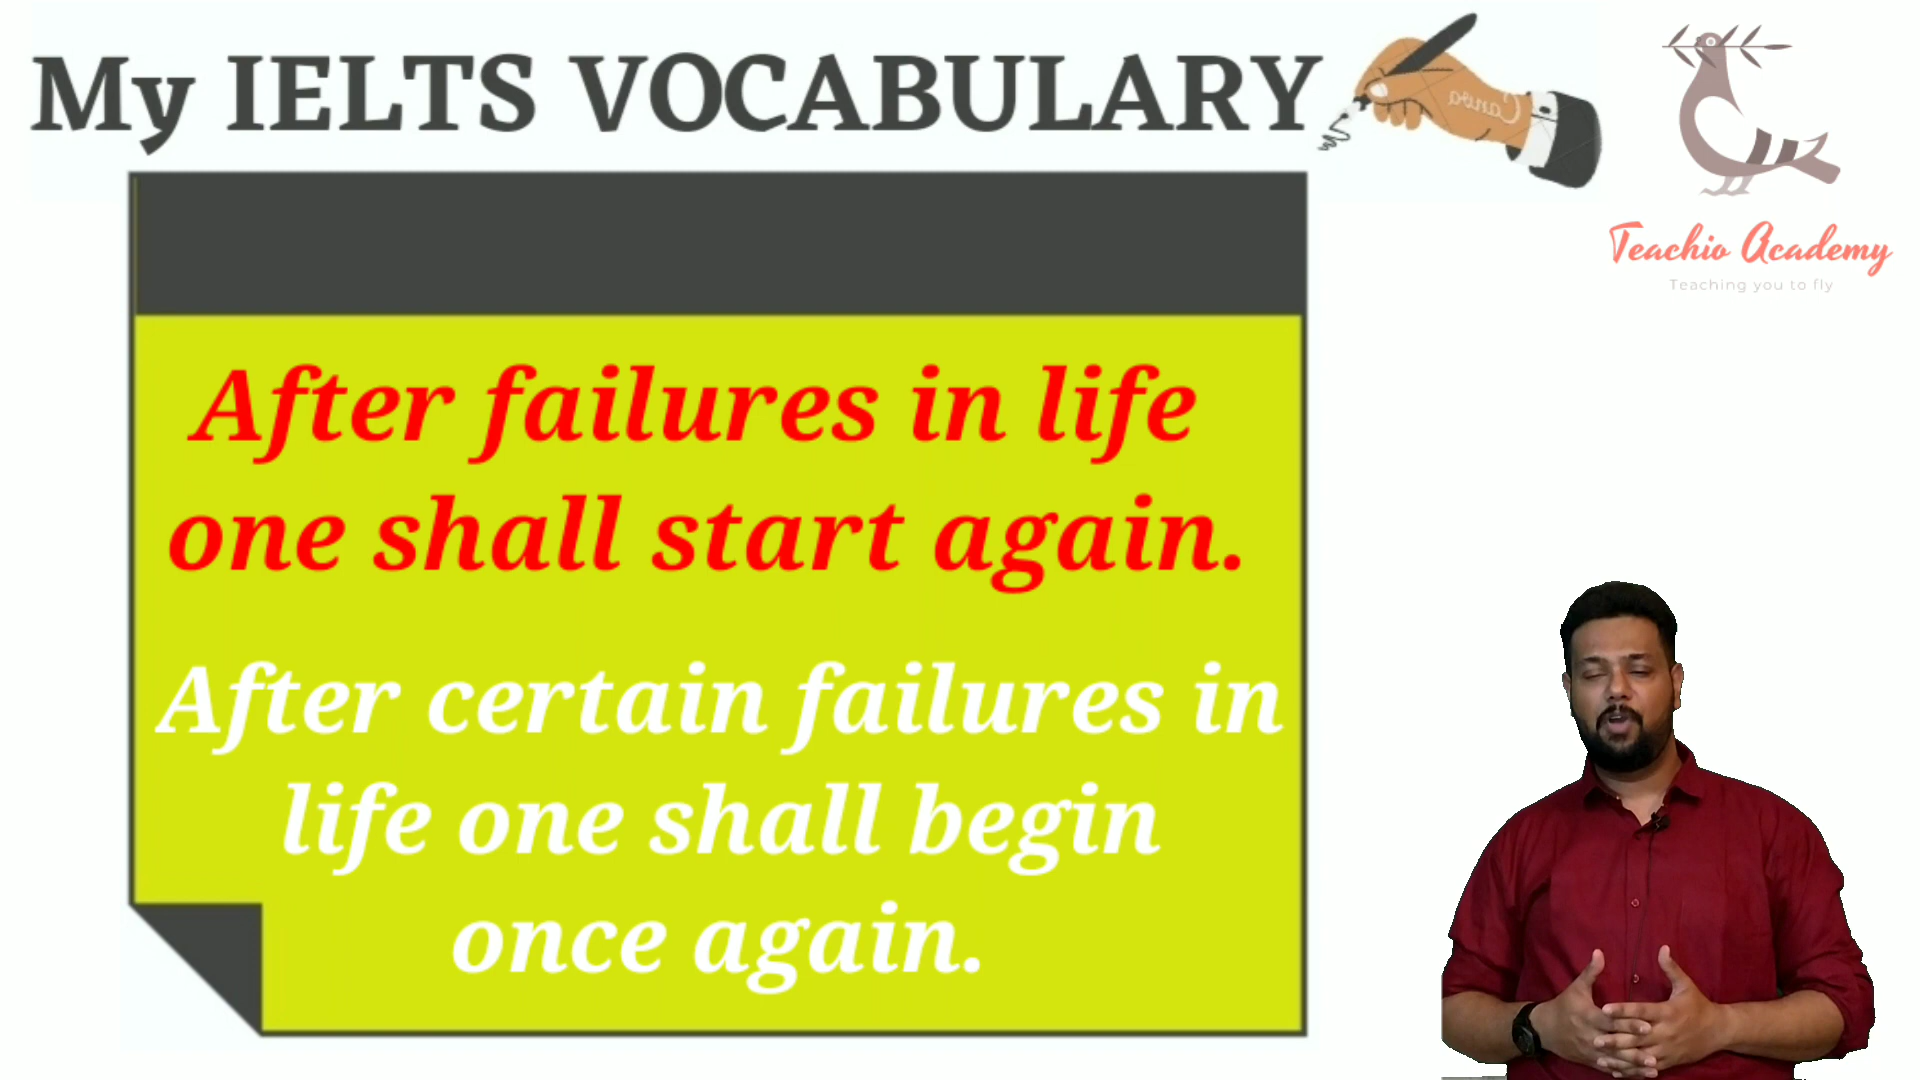 My IELTS VOCABULARY
Canva
Teachio Academy
Teaching you to fly
After failures in life
one shall start again.
After certain failures in
life one shall begin
once again.